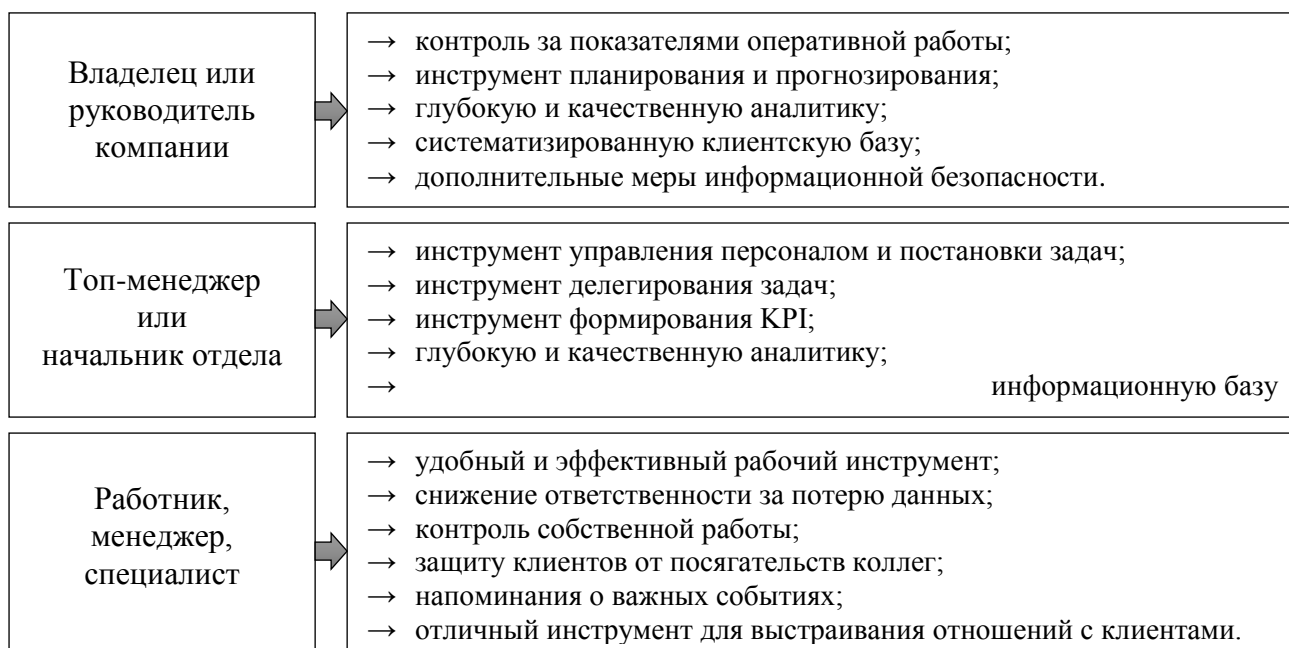 Владелец или
руководитель
компании
→ контроль за показателями оперативной работы;
→ инструмент планирования и прогнозирования;
→ глубокую и качественную аналитику;
→ систематизированную клиентскую базу;
→ дополнительные меры информационной безопасности.
Топ-менеджер
или
начальник отдела
→ инструмент управления персоналом и постановки задач;
→ инструмент делегирования задач;
→ инструмент формирования KPI;
→ глубокую и качественную аналитику;
→ информационную базу
Работник,
менеджер,
специалист
→ удобный и эффективный рабочий инструмент;
→ снижение ответственности за потерю данных;
→ контроль собственной работы;
→ защиту клиентов от посягательств коллег;
→ напоминания о важных событиях;
→ отличный инструмент для выстраивания отношений с клиентами.